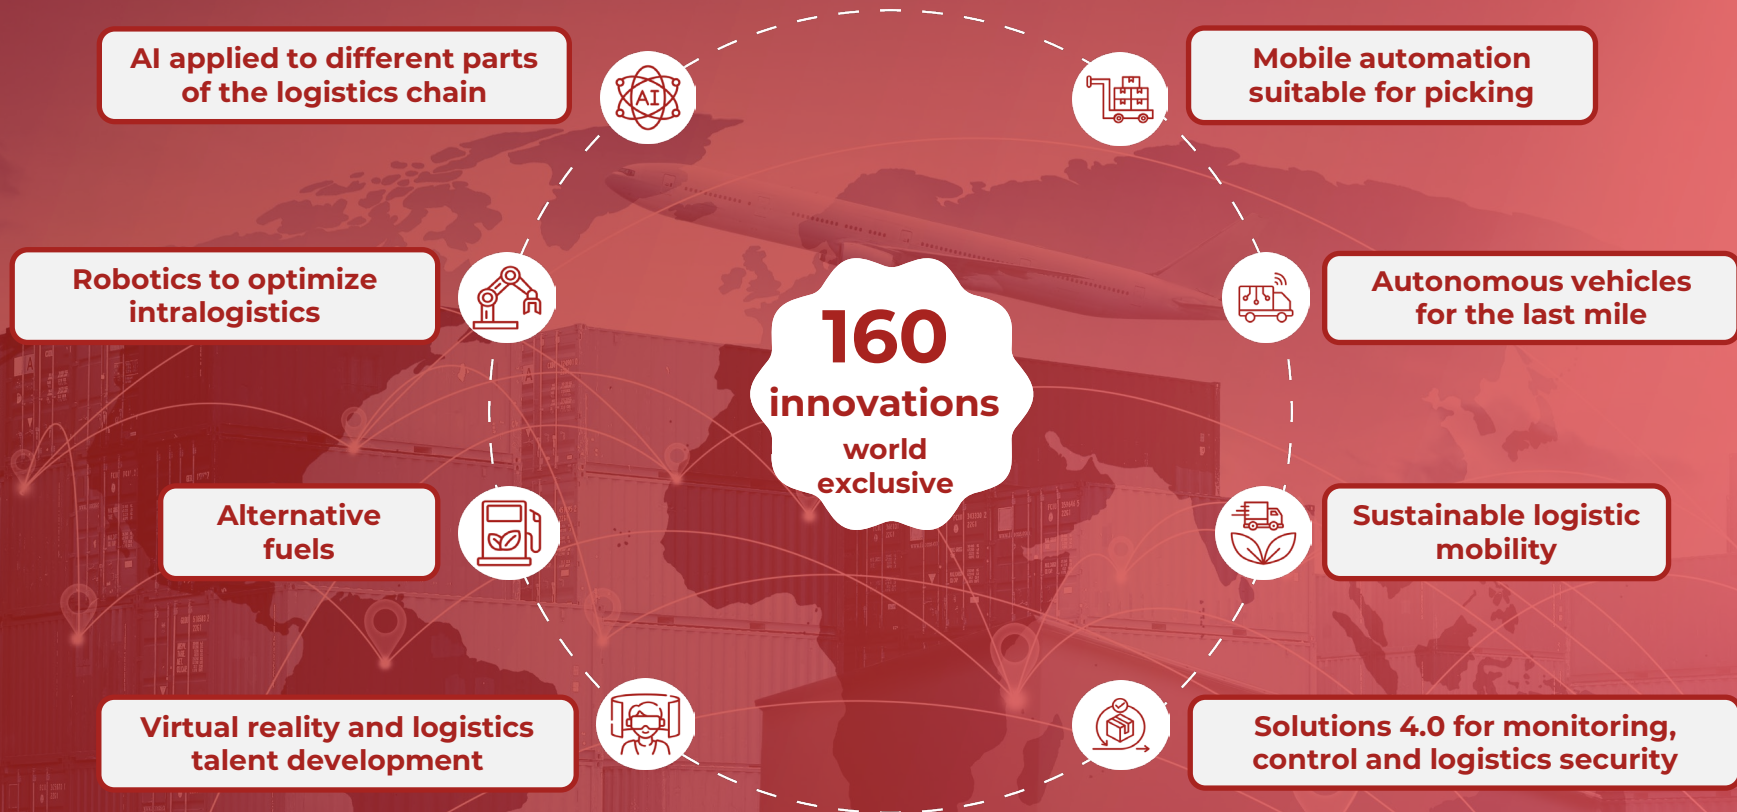 AI applied to different parts
of the logistics chain
AI
Mobile automation
suitable for picking
Robotics to optimize
intralogistics
Autonomous vehicles
for the last mile
160
innovations
world
exclusive
Alternative
fuels
Sustainable logistic
mobility
Virtual reality and logistics
talent development
Solutions 4.0 for monitoring,
control and logistics security